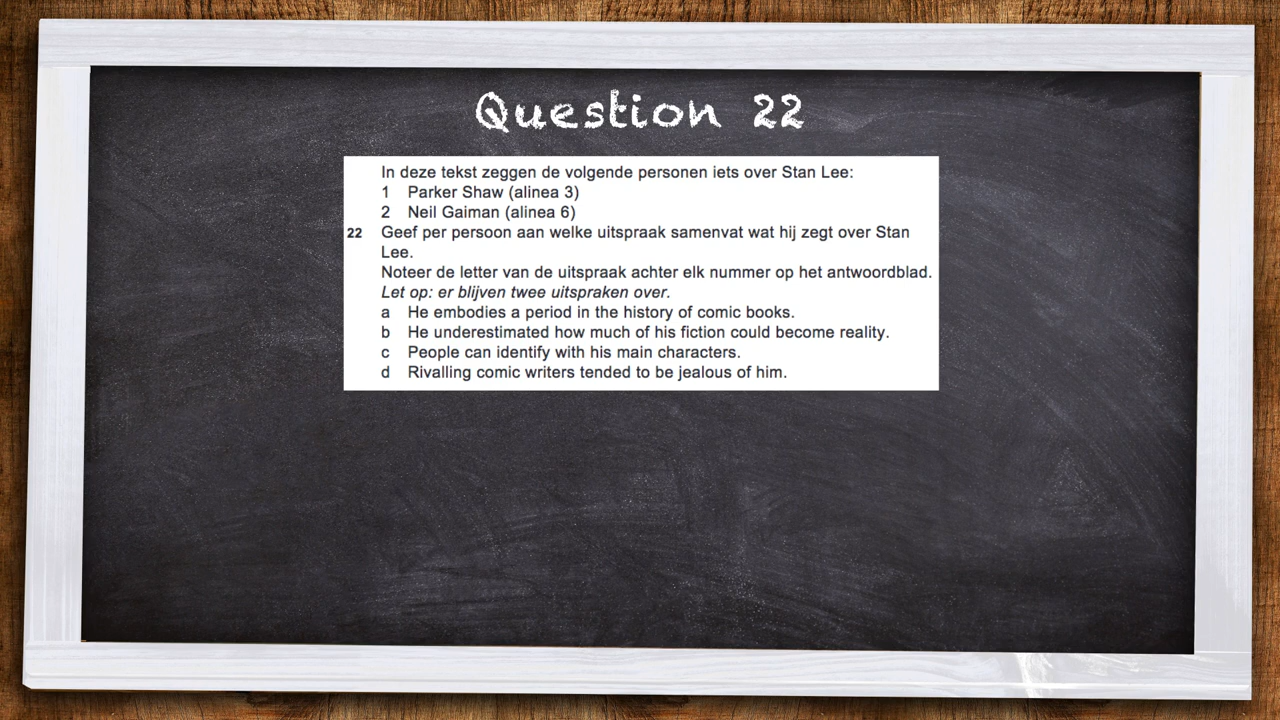 Question 22
In deze tekst zeggen de volgende personen iets over Stan Lee:
1 Parker Shaw (alinea 3)
2 Neil Gaiman (alinea 6)
22 Geef per persoon aan welke uitspraak samenvat wat hij zegt over Stan
Lee.
Noteer de letter van de uitspraak achter elk nummer op het antwoordblad.
Let op: er blijven twee uitspraken over.
a He embodies a period in the history of comic books.
b He underestimated how much of his fiction could become reality.
c People can identify with his main characters.
d Rivalling comic writers tended to be jealous of him.